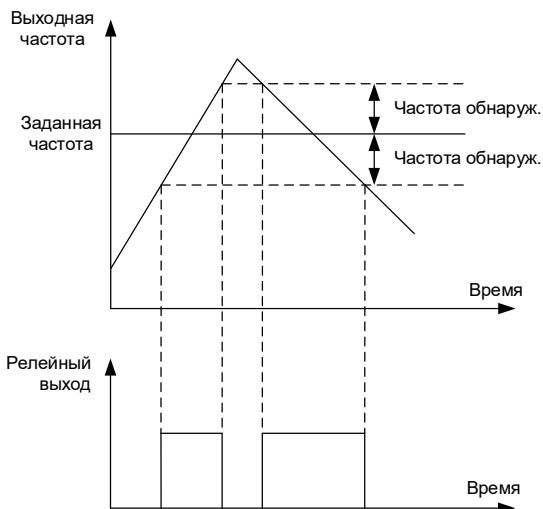 Выходная
частота
Заданная
частота
Частота обнаруж.
Частота обнаруж.
Время
Релейный
выход
Время